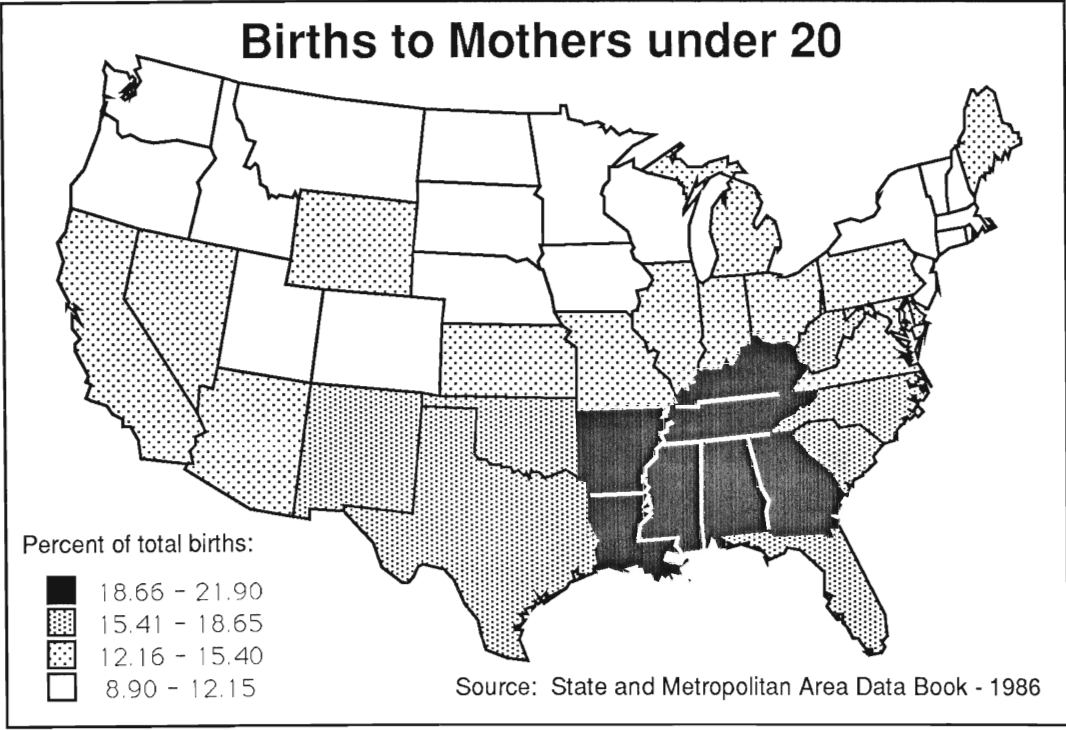 Births to Mothers under 20
Percent of total births:
18.66 - 21.90
15.41 - 18.65
12.16 - 15.40
8.90 - 12.15
Source: State and Metropolitan Area Data Book - 1986